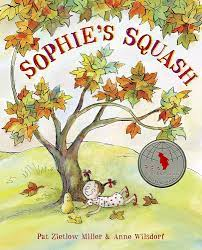 SOPHIE'S SQUASH
Pat Zietlow Miller & Anne Wilsdorf